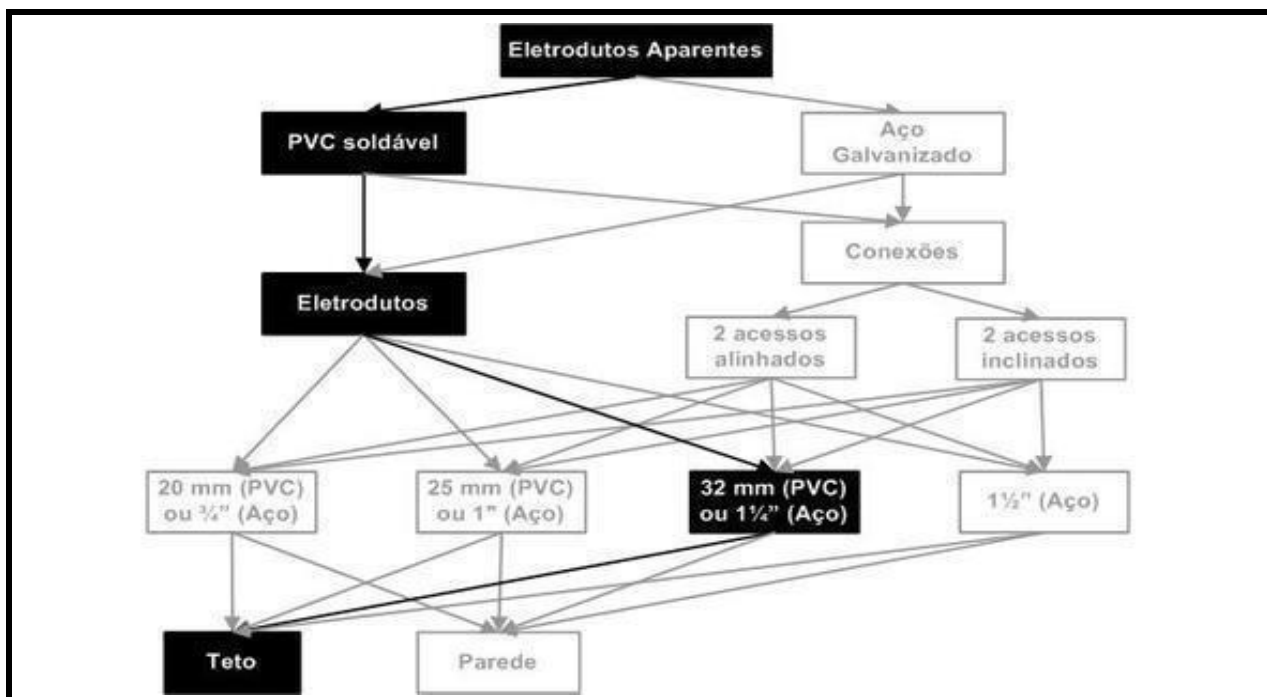 Eletrodutos Aparentes
PVC soldável
Aço
Galvanizado
Conexões
Eletrodutos
2 acessos
alinhados
2 acessos
inclinados
20 mm (PVC)
ou ¾” (Aço)
25 mm (PVC)
ou 1” (Aço)
32 mm (PVC)
ou 1¼” (Aço)
1½” (Aço)
Teto
Parede